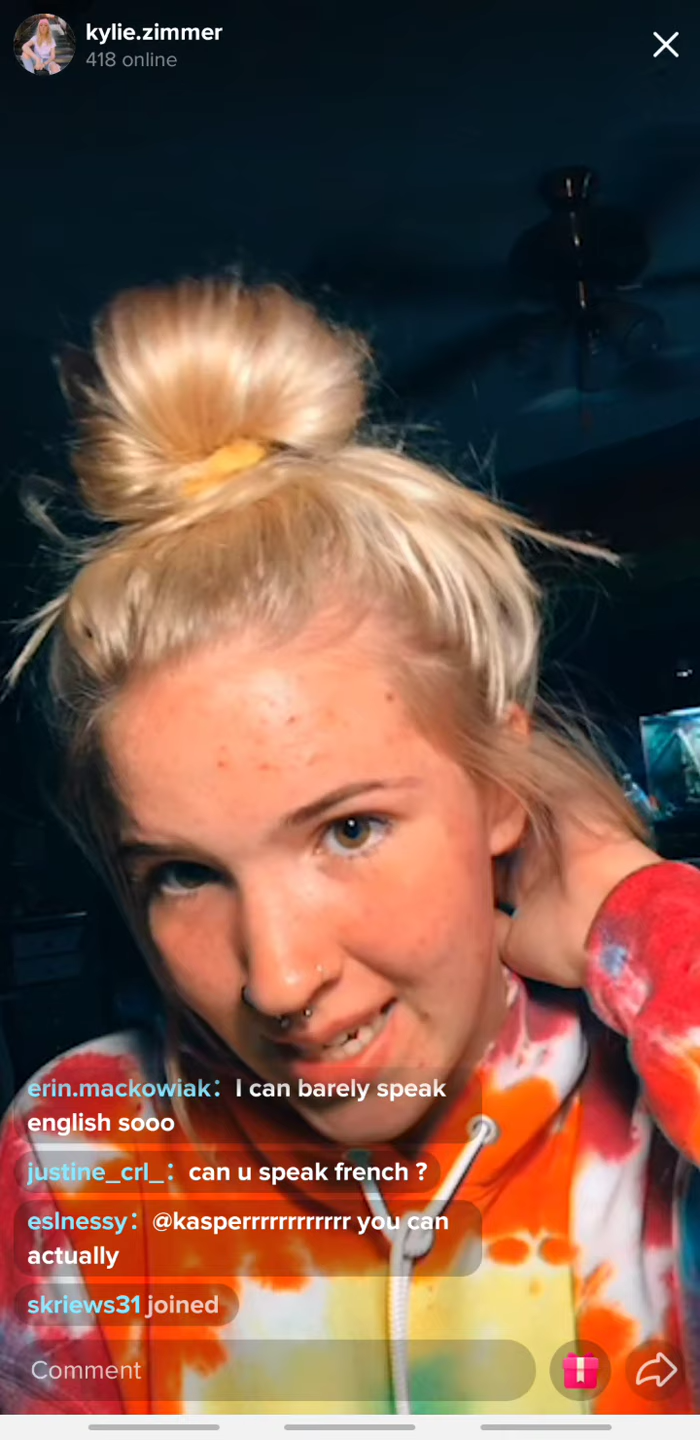 kylie.zimmer
418 online
erin.mackowiak: I can barely speak
english sooo
justine_crl_: can u speak french ?
eslnessy: @kasperrrrrrrrrrrr you can
actually
skriews31 joined
Comment